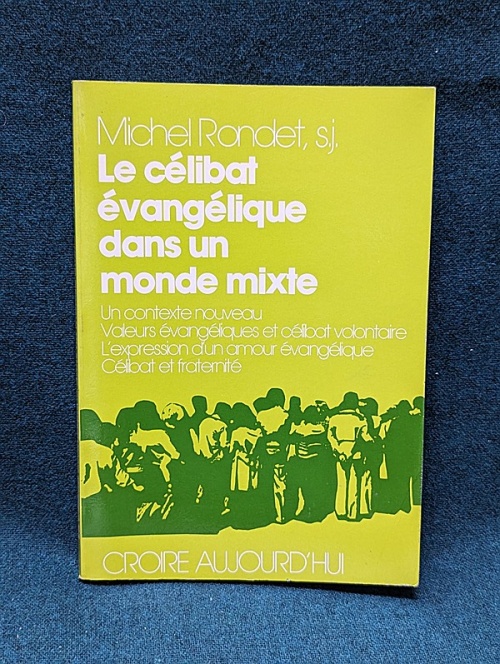 Michel Rondet, s.j.
Le célibat
évangélique
dans un
monde mixte
Un contexte nouveau
Valeurs évangéliques et célibat volontaire
L'expression d'un amour évangélique
Célibat et fraternité
CROIRE AUJOURD'HUI